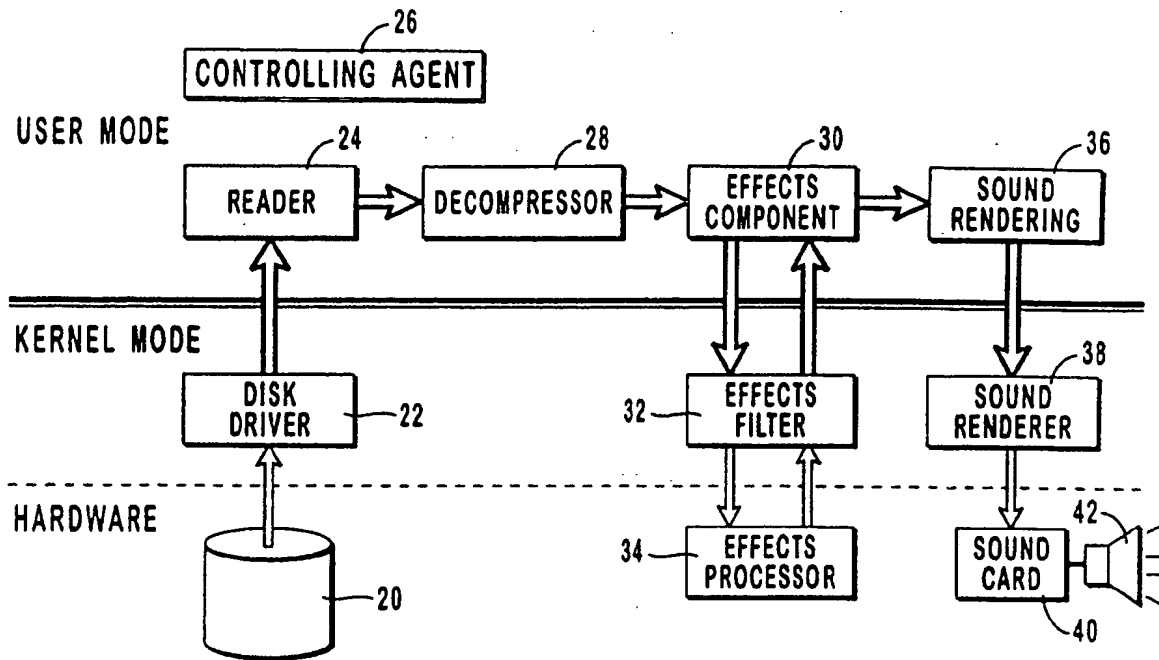 26
CONTROLLING AGENT
USER MODE
24
28
30
36
READER
DECOMPRESSOR
EFFECTS
COMPONENT
SOUND
RENDERING
KERNEL MODE
DISK
DRIVER
22
32
EFFECTS
FILTER
38
SOUND
RENDERER
HARDWARE
20
34
EFFECTS
PROCESSOR
SOUND
CARD
40
42